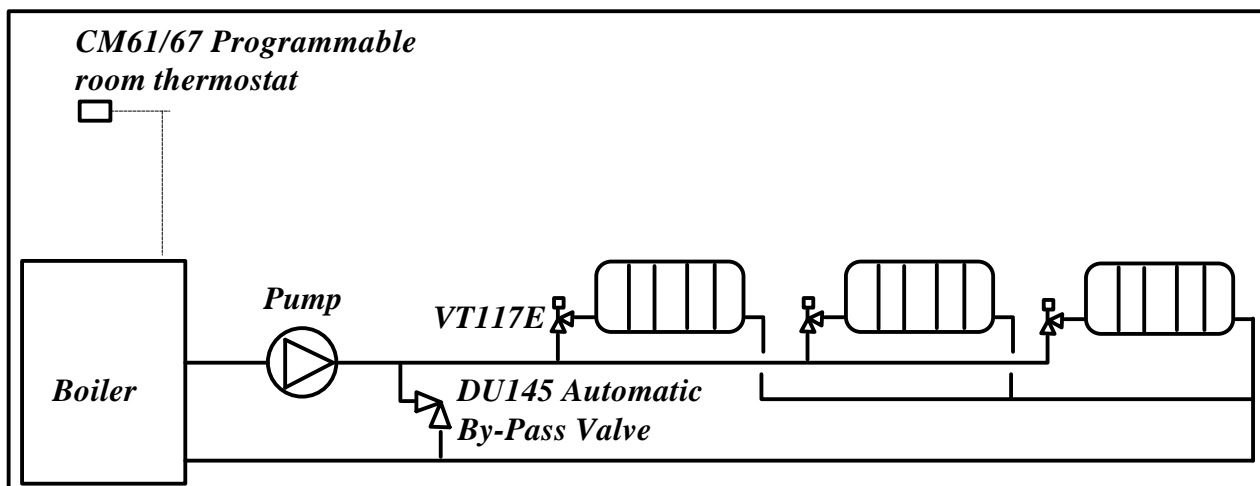 CM61/67 Programmable
room thermostat
Pump
VT117E
Boiler
DU145 Automatic
By-Pass Valve